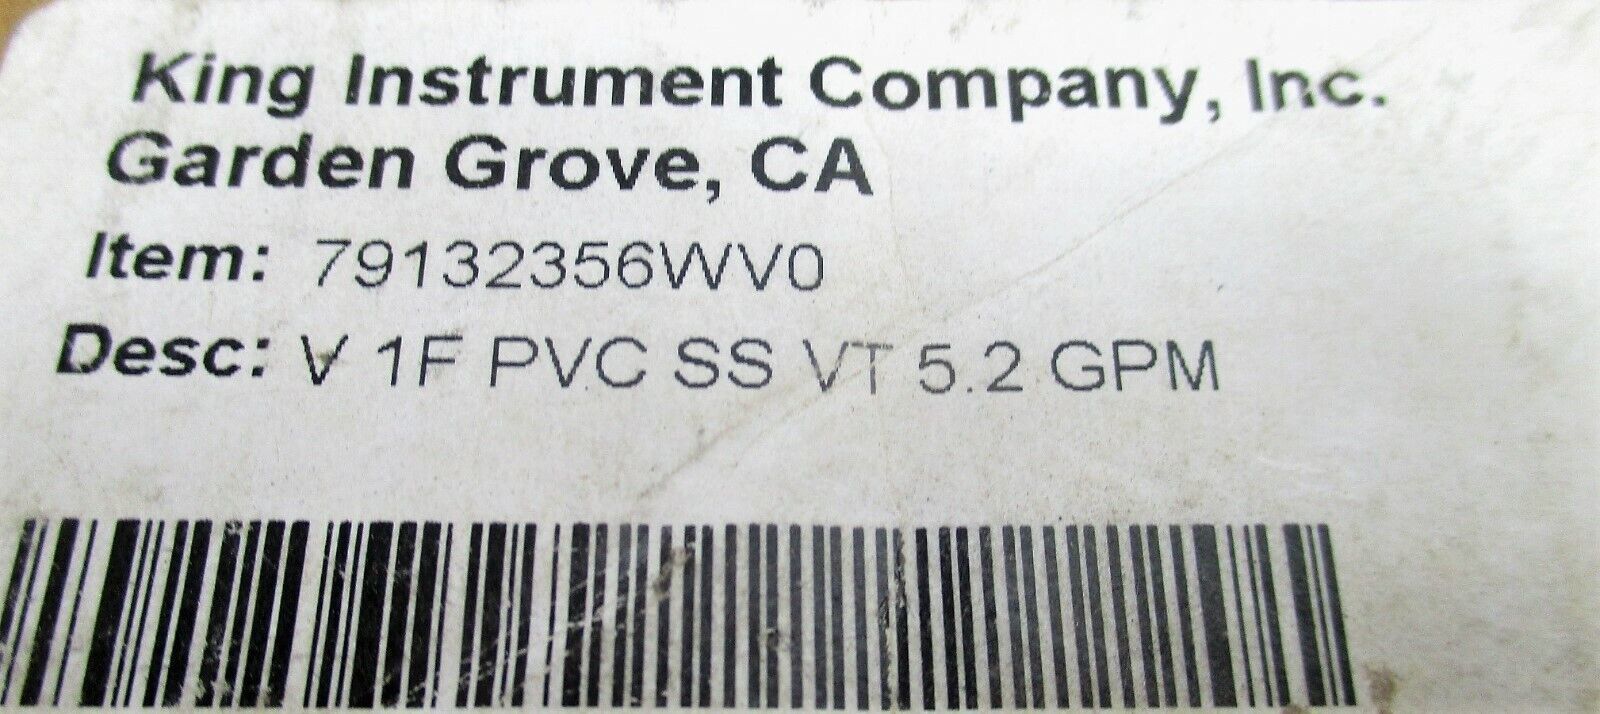 King Instrument Company, Inc.
Garden Grove, CA
Item: 79132356WV0
Desc: V 1F PVC SS VT 5.2 GPM